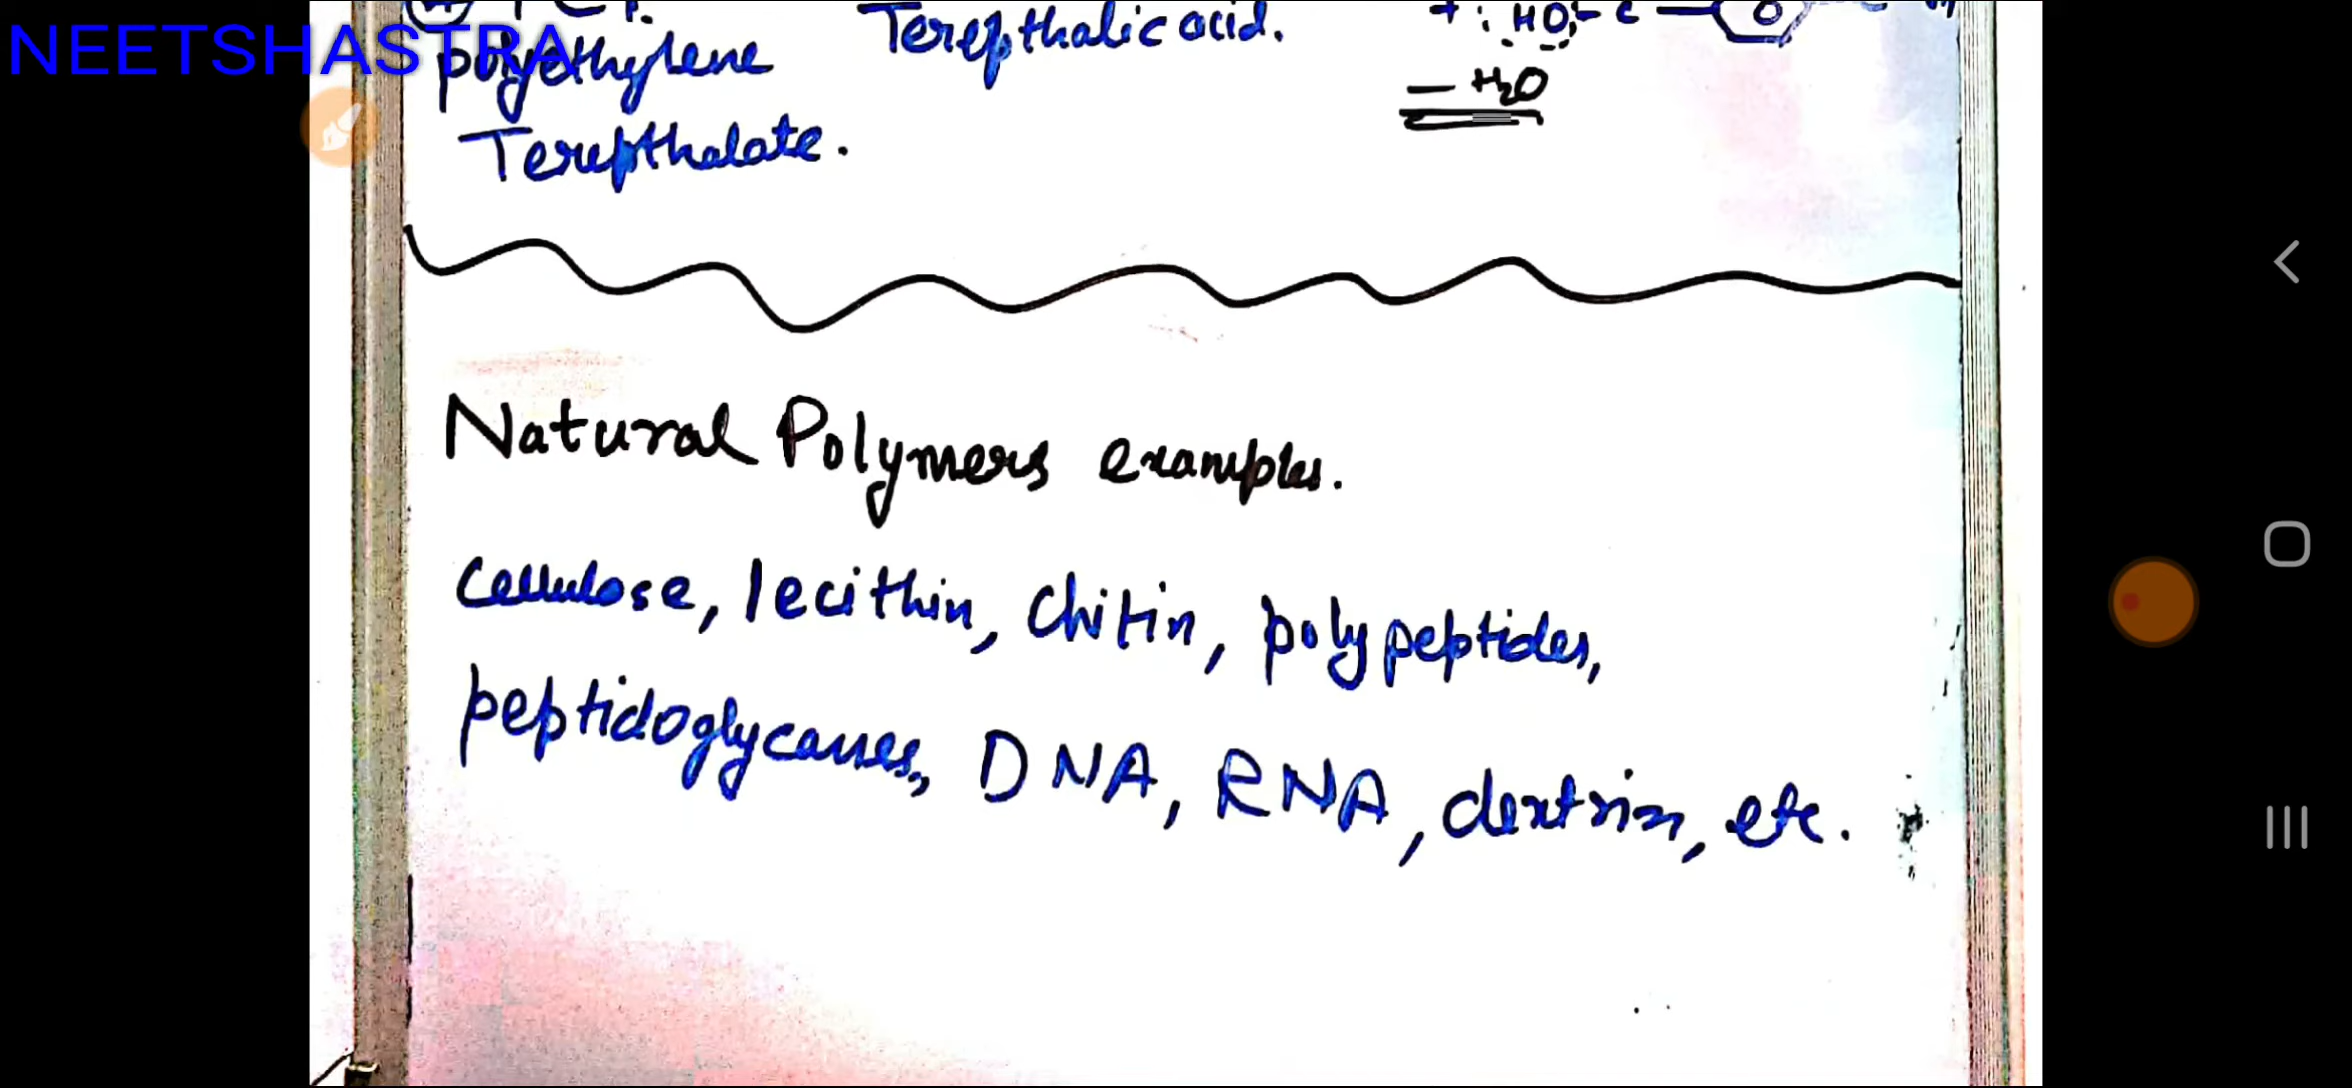 NEETSHASTRA
polyethylene Terepthalic acid. + HO - C
Terepthalate. - H₂O
Natural Polymers examples.
Cellulose, lecithin, Chitin, polypeptides,
peptidoglycanes, DNA, RNA, dextrin, etc.